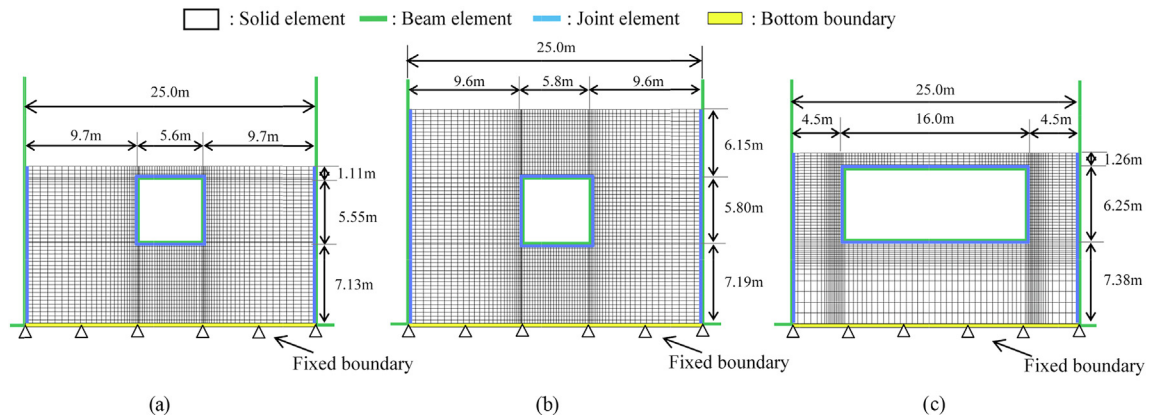 : Solid element : Beam element : Joint element : Bottom boundary
25.0m
9.7m 5.6m 9.7m
1.11m
5.55m
7.13m
Fixed boundary
(a)
25.0m
9.6m 5.8m 9.6m
6.15m
5.80m
7.19m
Fixed boundary
(b)
25.0m
4.5m 16.0m 4.5m
1.26m
6.25m
7.38m
Fixed boundary
(c)